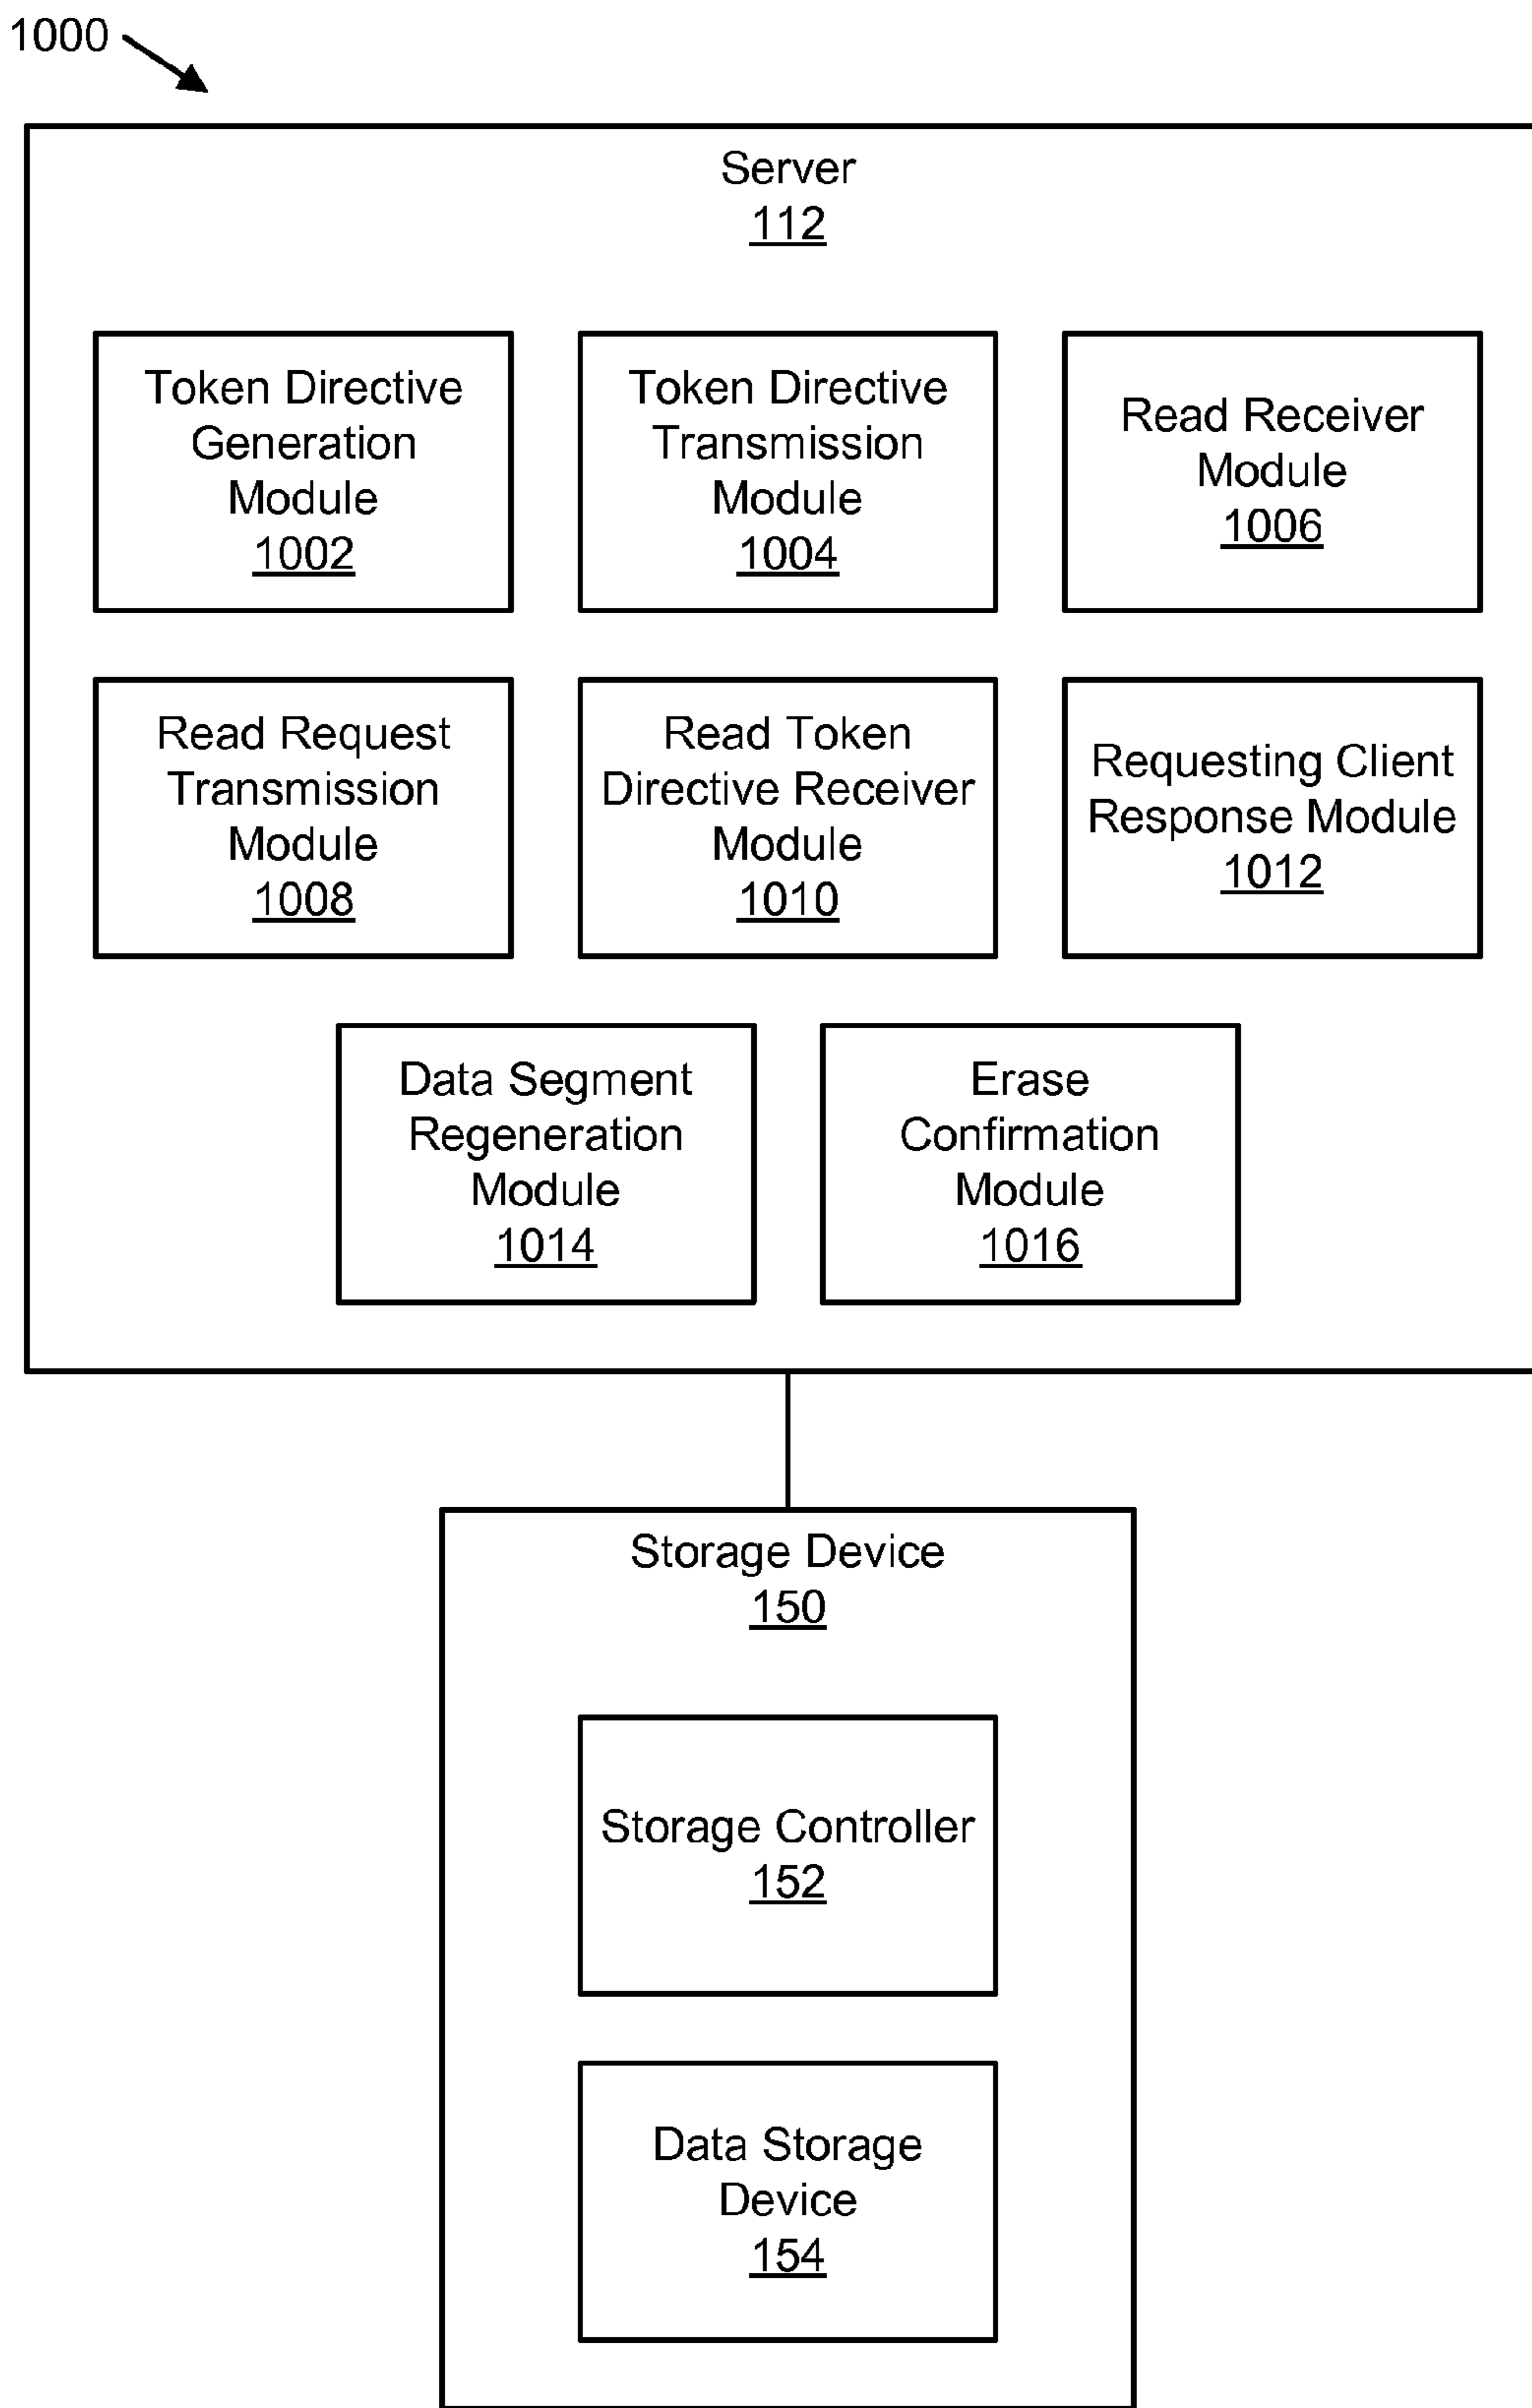 1000
Server
112
Token Directive
Generation
Module
1002
Token Directive
Transmission
Module
1004
Read Receiver
Module
1006
Read Request
Transmission
Module
1008
Read Token
Directive Receiver
Module
1010
Requesting Client
Response Module
1012
Data Segment
Regeneration
Module
1014
Erase
Confirmation
Module
1016
Storage Device
150
Storage Controller
152
Data Storage
Device
154